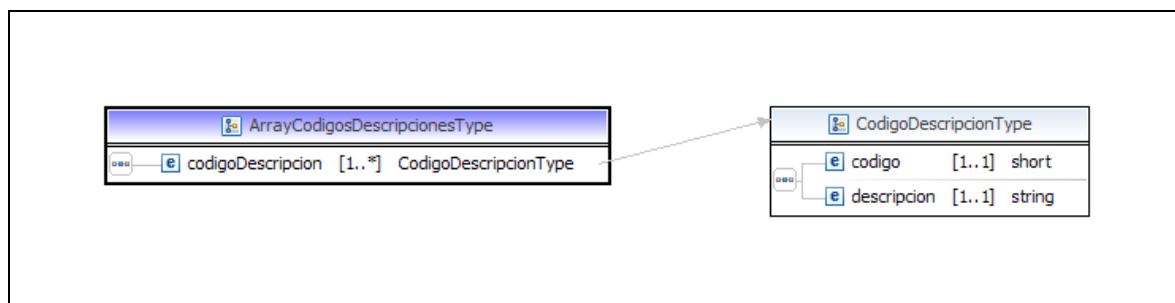 ArrayCodigosDescripcionesType
codigoDescripcion [1..*] CodigoDescripcionType
CodigoDescripcionType
codigo [1..1] short
descripcion [1..1] string